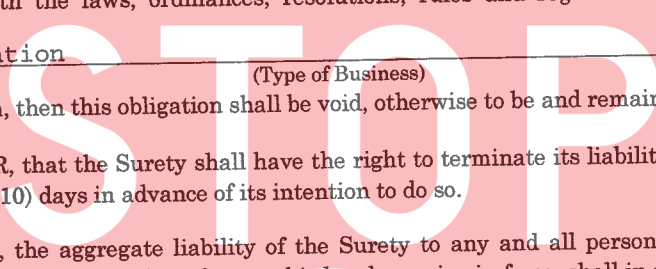 the laws, ordinances, resolutions, rules and
STOP
ation
(Type of Business)
, then this obligation shall be void, otherwise to be and remain
R, that the Surety shall have the right to terminate its liabilit
10) days in advance of its intention to do so.
, the aggregate liability of the Surety to any and all person